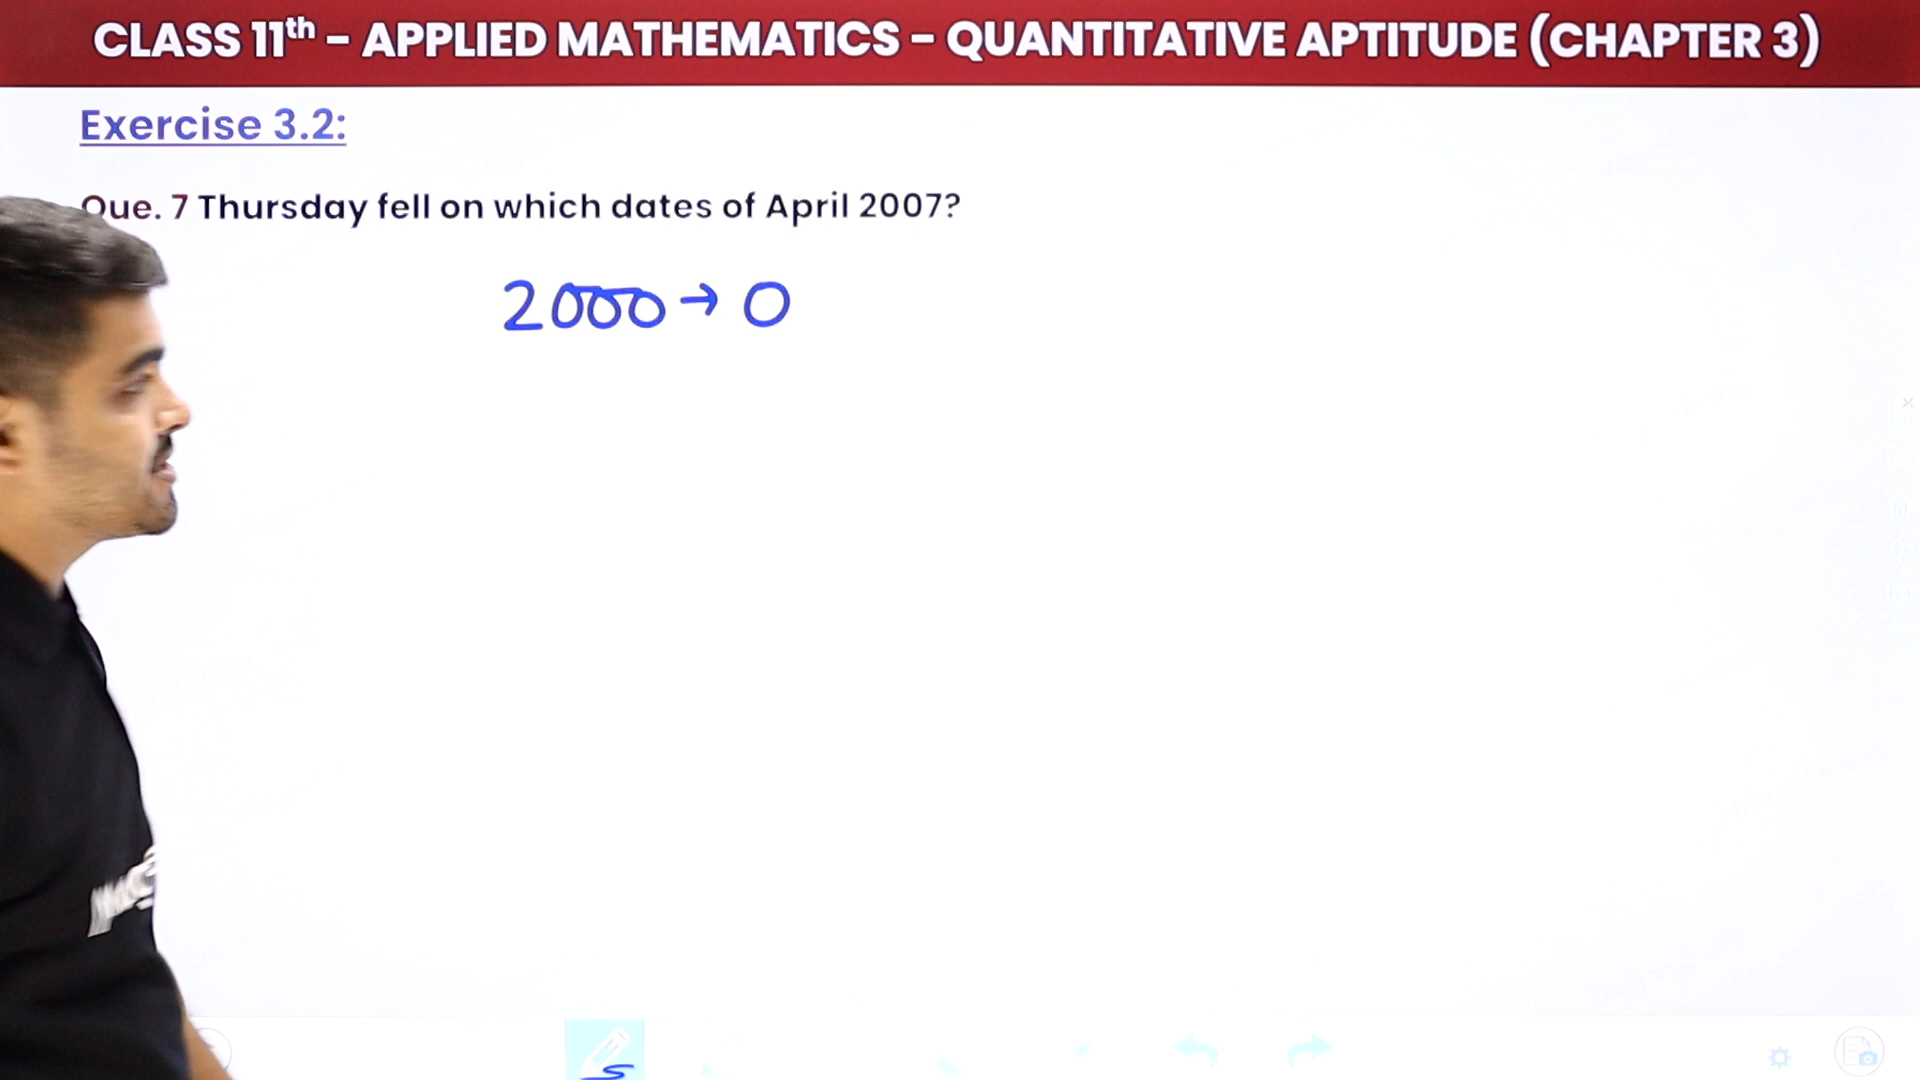 CLASS 11th - APPLIED MATHEMATICS - QUANTITATIVE APTITUDE (CHAPTER 3)
Exercise 3.2:
Que. 7 Thursday fell on which dates of April 2007?
2000 → 0